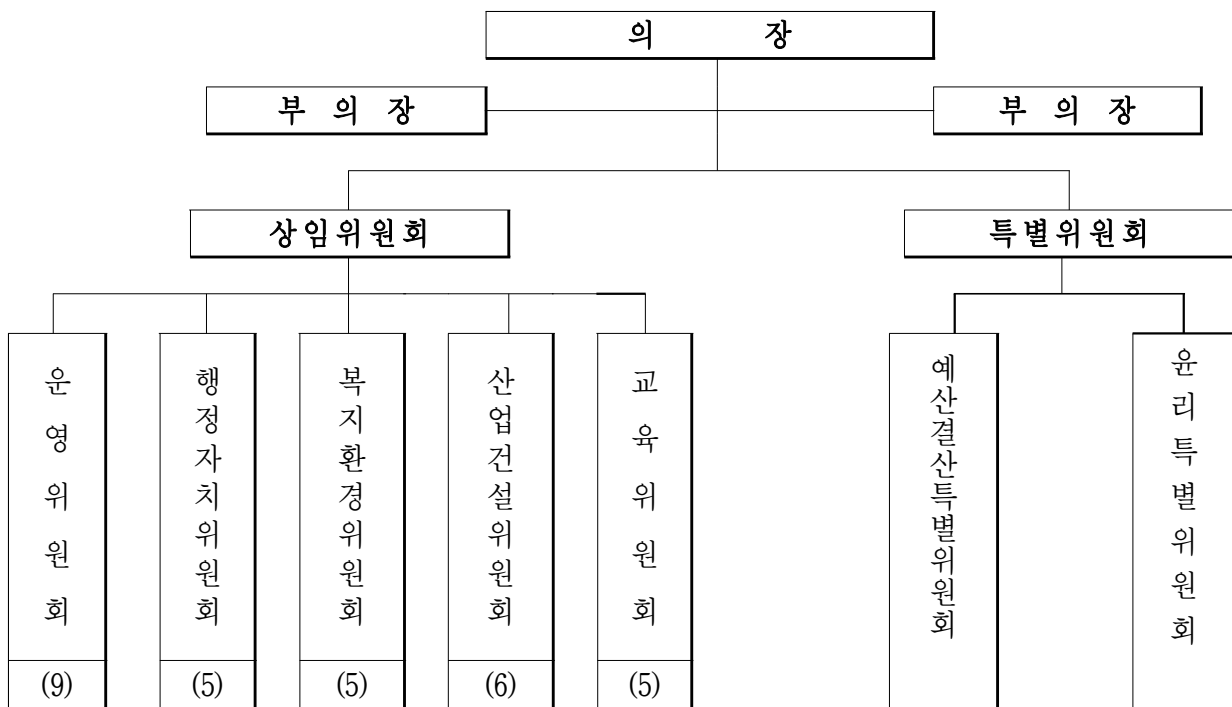 의 장
부 의 장
부 의 장
상임위원회
특별위원회
운영위원회
행정자치위원회
복지환경위원회
산업건설위원회
교육위원회
예산결산특별위원회
윤리특별위원회
(9)
(5)
(5)
(6)
(5)